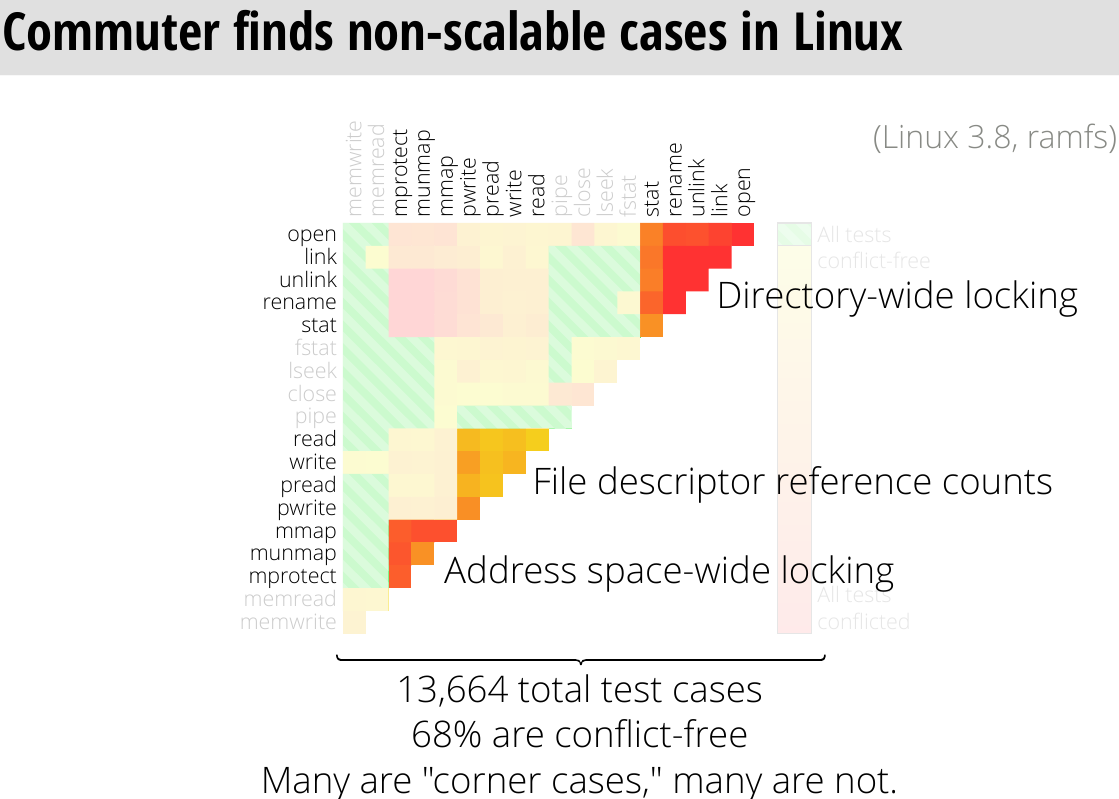 Commuter finds non-scalable cases in Linux
(Linux 3.8, ramfs)
memwrite
memread
mprotect
munmap
mmap
pwrite
pread
write
read
pipe
close
lseek
fstat
stat
rename
unlink
link
open
open
link
unlink
rename
stat
fstat
lseek
close
pipe
read
write
pread
pwrite
mmap
munmap
mprotect
memread
memwrite
All tests
conflict-free
Directory-wide locking
File descriptor reference counts
Address space-wide locking
All tests
conflicted
13,664 total test cases
68% are conflict-free
Many are "corner cases," many are not.